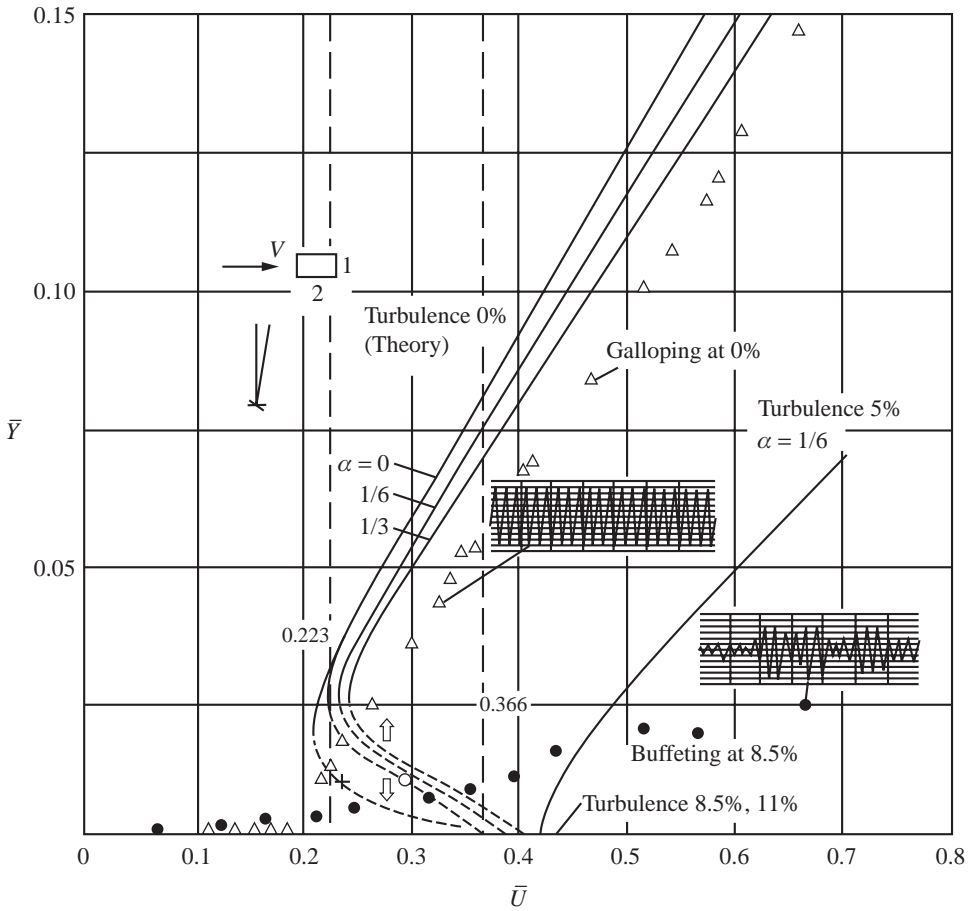 0.15
V
1
2
0.10
Turbulence 0%
(Theory)
Galloping at 0%
Turbulence 5%
α = 1/6
Ȳ
α = 0
1/6
1/3
0.05
0.223
0.366
Buffeting at 8.5%
Turbulence 8.5%, 11%
0 0.1 0.2 0.3 0.4 0.5 0.6 0.7 0.8
Ū